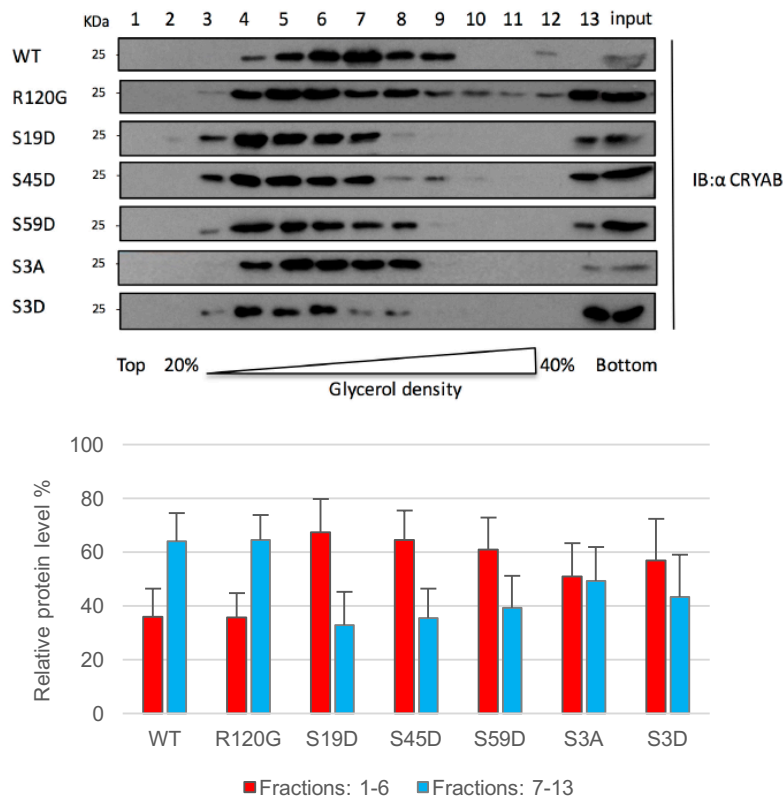 KDa 1 2 3 4 5 6 7 8 9 10 11 12 13 input
WT 25
R120G 25
S19D 25
S45D 25
IB:α CRYAB
S59D 25
S3A 25
S3D 25
Top 20% 40% Bottom
Glycerol density
Relative protein level %
100
80
60
40
20
0
WT R120G S19D S45D S59D S3A S3D
Fractions: 1-6 Fractions: 7-13